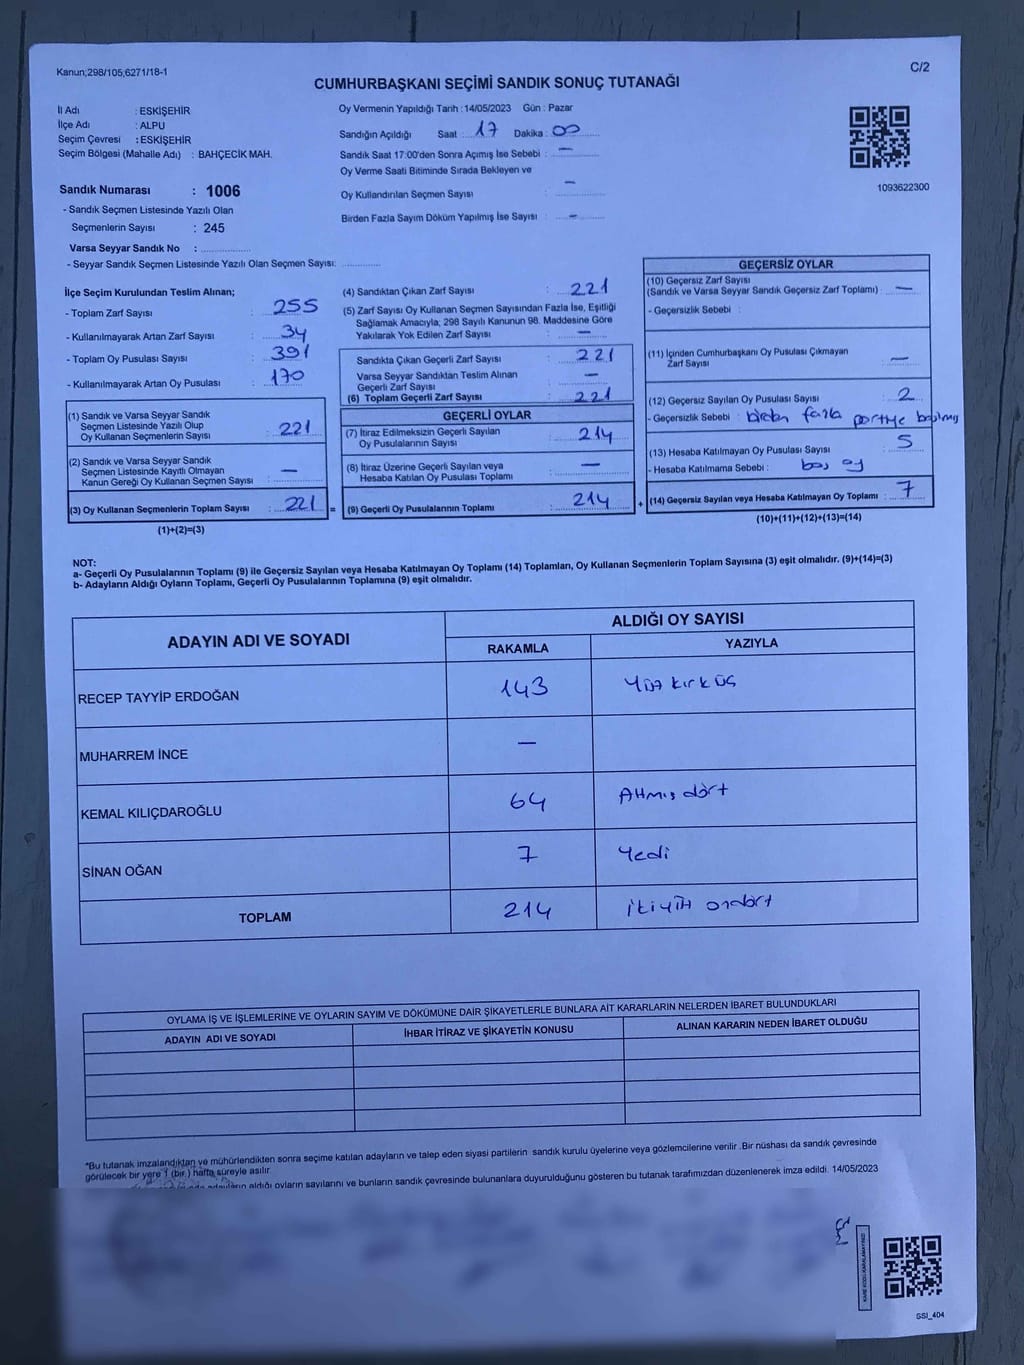 Kanun;298/105,6271/18-1
C/2
CUMHURBAŞKANI SEÇİMİ SANDIK SONUÇ TUTANAĞI
İl Adı : ESKİŞEHİR
İlçe Adı : ALPU
Seçim Çevresi : ESKİŞEHİR
Seçim Bölgesi (Mahalle Adı) : BAHÇECİK MAH.
Sandık Numarası : 1006
- Sandık Seçmen Listesinde Yazılı Olan
Seçmenlerin Sayısı : 245
Varsa Seyyar Sandık No :
- Seyyar Sandık Seçmen Listesinde Yazılı Olan Seçmen Sayısı:
Oy Vermenin Yapıldığı Tarih :14/05/2023 Gün : Pazar
Sandığın Açıldığı Saat : 17 Dakika : 00
Sandık Saat 17:00'den Sonra Açımış İse Sebebi : —
Oy Verme Saati Bitiminde Sırada Bekleyen ve
Oy Kullandırılan Seçmen Sayısı : —
Birden Fazla Sayım Döküm Yapılmış İse Sayısı : —
1093622300
İlçe Seçim Kurulundan Teslim Alınan;
- Toplam Zarf Sayısı : 255
- Kullanılmayarak Artan Zarf Sayısı : 34
- Toplam Oy Pusulası Sayısı : 391
- Kullanılmayarak Artan Oy Pusulası : 170
(1) Sandık ve Varsa Seyyar Sandık
Seçmen Listesinde Yazılı Olup
Oy Kullanan Seçmenlerin Sayısı : 221
(2) Sandık ve Varsa Seyyar Sandık
Seçmen Listesinde Kayıtlı Olmayan
Kanun Gereği Oy Kullanan Seçmen Sayısı : —
(3) Oy Kullanan Seçmenlerin Toplam Sayısı : 221 =
(1)+(2)=(3)
(4) Sandıktan Çıkan Zarf Sayısı : 221
(5) Zarf Sayısı Oy Kullanan Seçmen Sayısından Fazla İse, Eşitliği
Sağlamak Amacıyla, 298 Sayılı Kanunun 98. Maddesine Göre
Yakılarak Yok Edilen Zarf Sayısı : —
Sandıkta Çıkan Geçerli Zarf Sayısı : 221
Varsa Seyyar Sandıktan Teslim Alınan
Geçerli Zarf Sayısı : —
(6) Toplam Geçerli Zarf Sayısı : 221
GEÇERLİ OYLAR
(7) İtiraz Edilmeksizin Geçerli Sayılan
Oy Pusulalarının Sayısı : 214
(8) İtiraz Üzerine Geçerli Sayılan veya
Hesaba Katılan Oy Pusulası Toplamı : —
(9) Geçerli Oy Pusulalarının Toplamı : 214 +
GEÇERSİZ OYLAR
(10) Geçersiz Zarf Sayısı
(Sandık ve Varsa Seyyar Sandık Geçersiz Zarf Toplamı) : —
- Geçersizlik Sebebi :
(11) İçinden Cumhurbaşkanı Oy Pusulası Çıkmayan
Zarf Sayısı : —
(12) Geçersiz Sayılan Oy Pusulası Sayısı : 2
- Geçersizlik Sebebi : birden fazla partiye basılmış
(13) Hesaba Katılmayan Oy Pusulası Sayısı : 5
- Hesaba Katılmama Sebebi : boş oy
(14) Geçersiz Sayılan veya Hesaba Katılmayan Oy Toplamı : 7
(10)+(11)+(12)+(13)=(14)
NOT:
a- Geçerli Oy Pusulalarının Toplamı (9) ile Geçersiz Sayılan veya Hesaba Katılmayan Oy Toplamı (14) Toplamları, Oy Kullanan Seçmenlerin Toplam Sayısına (3) eşit olmalıdır. (9)+(14)=(3)
b- Adayların Aldığı Oyların Toplamı, Geçerli Oy Pusulalarının Toplamına (9) eşit olmalıdır.
ADAYIN ADI VE SOYADI
ALDIĞI OY SAYISI
RAKAMLA YAZIYLA
RECEP TAYYİP ERDOĞAN 143 Yüz kırk üç
MUHARREM İNCE —
KEMAL KILIÇDAROĞLU 64 Altmış dört
SİNAN OĞAN 7 Yedi
TOPLAM 214 İkiyüz ondört
OYLAMA İŞ VE İŞLEMLERİNE VE OYLARIN SAYIM VE DÖKÜMÜNE DAİR ŞİKAYETLERLE BUNLARA AİT KARARLARIN NELERDEN İBARET BULUNDUKLARI
ADAYIN ADI VE SOYADI İHBAR İTİRAZ VE ŞİKAYETİN KONUSU ALINAN KARARIN NEDEN İBARET OLDUĞU
*Bu tutanak imzalandıktan ve mühürlendikten sonra seçime katılan adayların ve talep eden siyasi partilerin sandık kurulu üyelerine veya gözlemcilerine verilir .Bir nüshası da sandık çevresinde
görülecek bir yere 1 (bir ) hafta süreyle asılır
adayların aldığı oyların sayılarını ve bunların sandık çevresinde bulunanlara duyurulduğunu gösteren bu tutanak tarafımızdan düzenlenerek imza edildi. 14/05/2023
KARE KODU KARALAMAYINIZ!
GSI_404